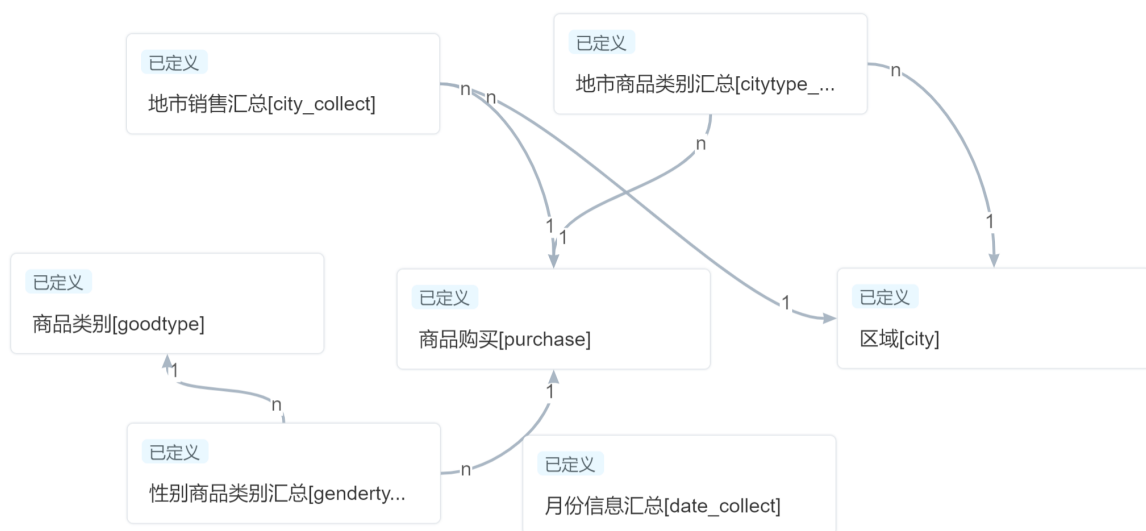 已定义
地市销售汇总[city_collect]
已定义
地市商品类别汇总[citytype_...
n
n
n
n
1
1
1
1
已定义
商品类别[goodtype]
已定义
商品购买[purchase]
已定义
区域[city]
1
n
1
n
已定义
性别商品类别汇总[genderty...
已定义
月份信息汇总[date_collect]